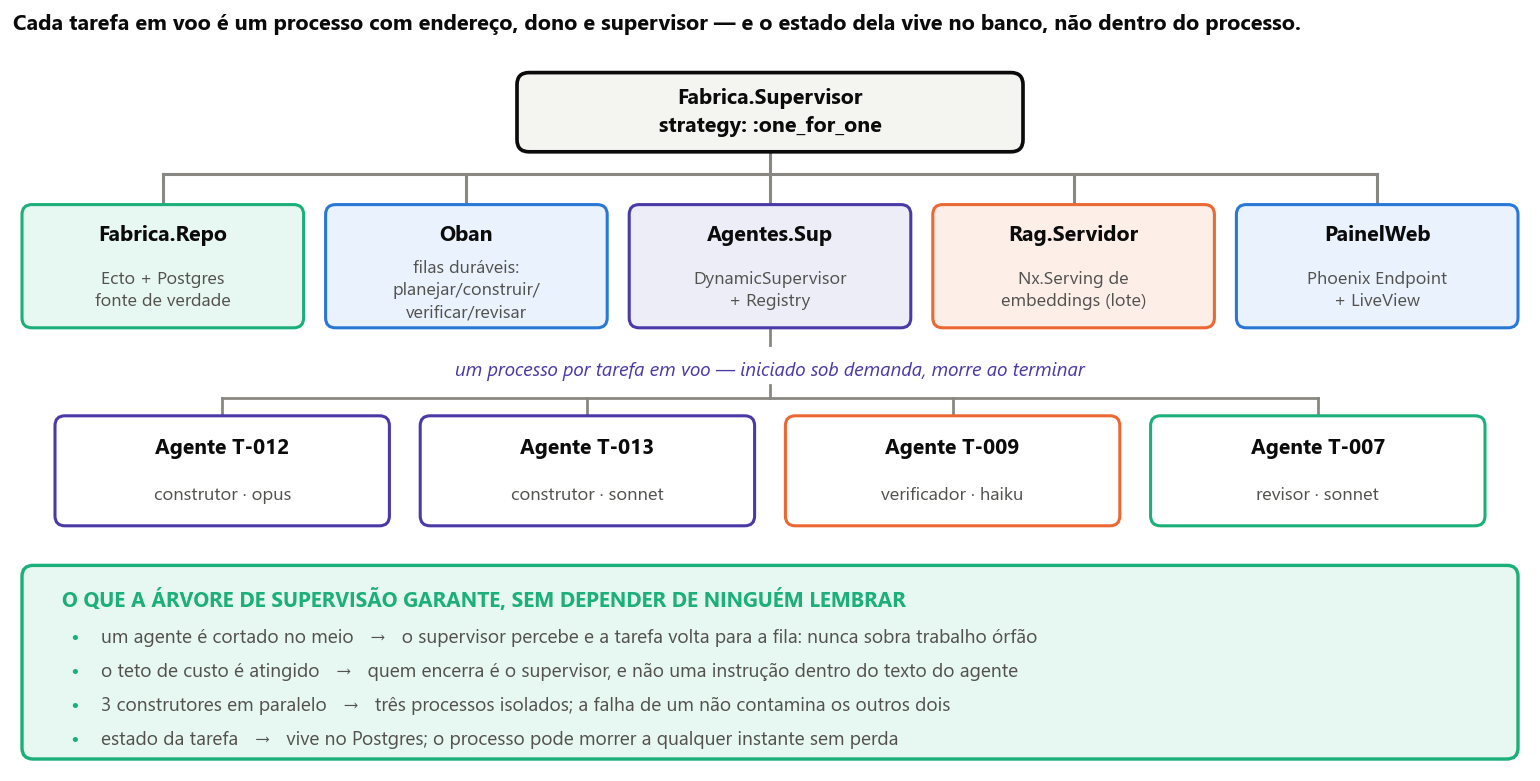 Cada tarefa em voo é um processo com endereço, dono e supervisor — e o estado dela vive no banco, não dentro do processo.
Fabrica.Supervisor
strategy: :one_for_one
Fabrica.Repo
Ecto + Postgres
fonte de verdade
Oban
filas duráveis:
planejar/construir/
verificar/revisar
Agentes.Sup
DynamicSupervisor
+ Registry
Rag.Servidor
Nx.Serving de
embeddings (lote)
PainelWeb
Phoenix Endpoint
+ LiveView
um processo por tarefa em voo — iniciado sob demanda, morre ao terminar
Agente T-012
construtor · opus
Agente T-013
construtor · sonnet
Agente T-009
verificador · haiku
Agente T-007
revisor · sonnet
O QUE A ÁRVORE DE SUPERVISÃO GARANTE, SEM DEPENDER DE NINGUÉM LEMBRAR
• um agente é cortado no meio → o supervisor percebe e a tarefa volta para a fila: nunca sobra trabalho órfão
• o teto de custo é atingido → quem encerra é o supervisor, e não uma instrução dentro do texto do agente
• 3 construtores em paralelo → três processos isolados; a falha de um não contamina os outros dois
• estado da tarefa → vive no Postgres; o processo pode morrer a qualquer instante sem perda